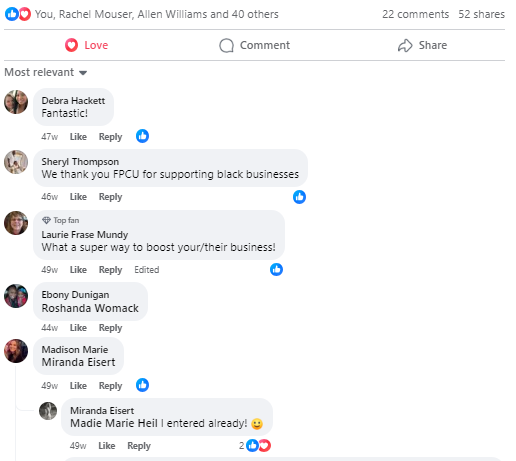 You, Rachel Mouser, Allen Williams and 40 others 22 comments 52 shares
Love Comment Share
Most relevant
Debra Hackett
Fantastic!
47w Like Reply
Sheryl Thompson
We thank you FPCU for supporting black businesses
46w Like Reply
Top fan
Laurie Frase Mundy
What a super way to boost your/their business!
49w Like Reply Edited
Ebony Dunigan
Roshanda Womack
44w Like Reply
Madison Marie
Miranda Eisert
49w Like Reply
Miranda Eisert
Madie Marie Heil I entered already! 😀
49w Like Reply 2